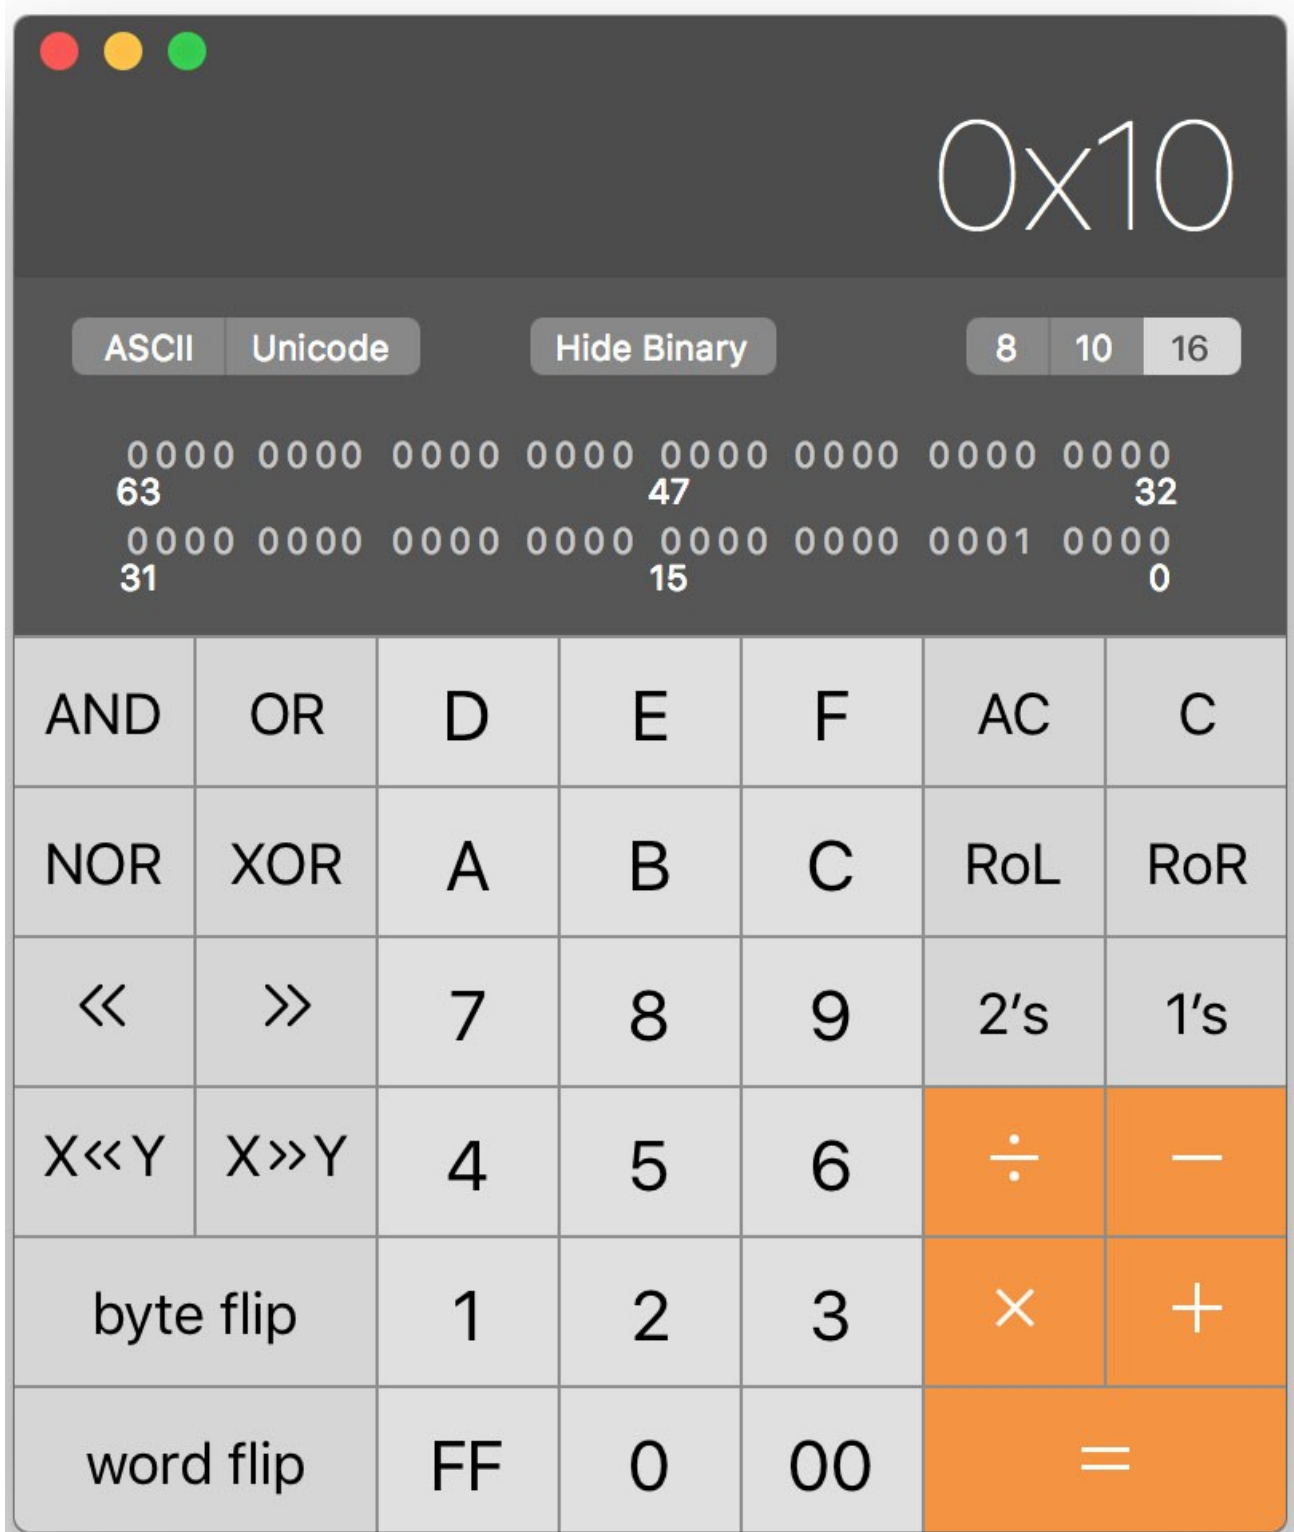 0x10
ASCII Unicode Hide Binary 8 10 16
0000 0000 0000 0000 0000 0000 0000 0000
63 47 32
0000 0000 0000 0000 0000 0000 0001 0000
31 15 0
AND OR D E F AC C
NOR XOR A B C RoL RoR
« » 7 8 9 2's 1's
X«Y X»Y 4 5 6 ÷ −
byte flip 1 2 3 × +
word flip FF 0 00 =